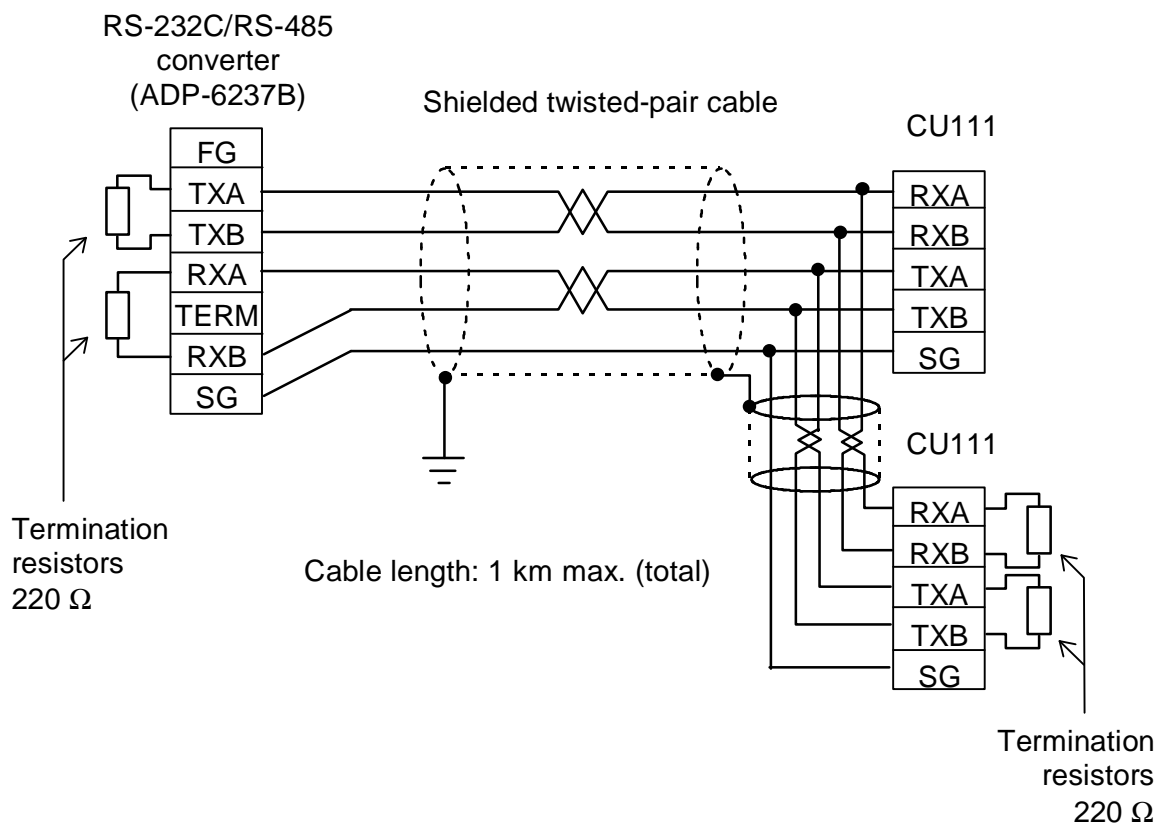 RS-232C/RS-485
converter
(ADP-6237B)
Shielded twisted-pair cable
CU111
FG
TXA
TXB
RXA
TERM
RXB
SG
RXA
RXB
TXA
TXB
SG
CU111
RXA
RXB
TXA
TXB
SG
Termination
resistors
220 Ω
Cable length: 1 km max. (total)
Termination
resistors
220 Ω